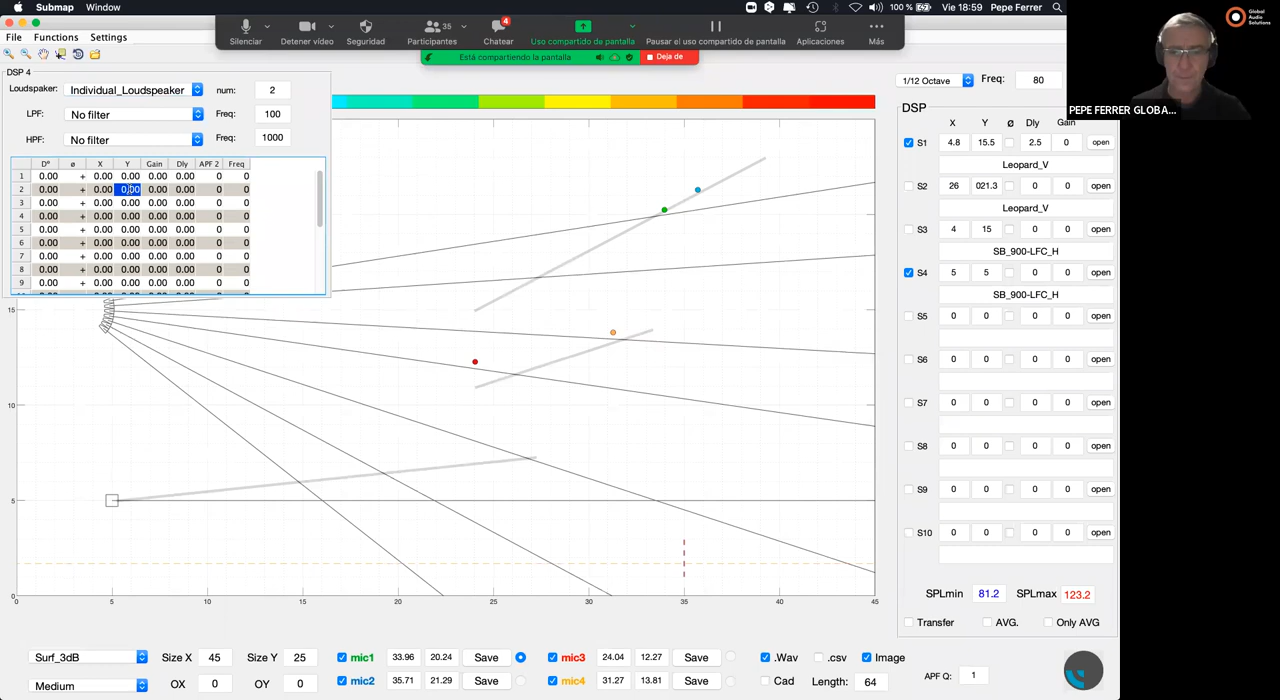 Submap Window
100 % Vie 18:59 Pepe Ferrer
File Functions Settings
Silenciar Detener vídeo Seguridad 35 Participantes 4 Chatear Uso compartido de pantalla Pausar el uso compartido de pantalla Aplicaciones Más
Está compartiendo la pantalla Deja de
Global Audio Solutions
PEPE FERRER GLOBA...
DSP 4
Loudspaker: Individual_Loudspeaker num: 2
LPF: No filter Freq: 100
HPF: No filter Freq: 1000
D° ø X Y Gain Dly APF 2 Freq
1 0.00 + 0.00 0.00 0.00 0.00 0 0
2 0.00 + 0.00 0.00 0.00 0.00 0 0
3 0.00 + 0.00 0.00 0.00 0.00 0 0
4 0.00 + 0.00 0.00 0.00 0.00 0 0
5 0.00 + 0.00 0.00 0.00 0.00 0 0
6 0.00 + 0.00 0.00 0.00 0.00 0 0
7 0.00 + 0.00 0.00 0.00 0.00 0 0
8 0.00 + 0.00 0.00 0.00 0.00 0 0
9 0.00 + 0.00 0.00 0.00 0.00 0 0
15
10
5
0
0 5 10 15 20 25 30 35 40 45
1/12 Octave Freq: 80
DSP
X Y Ø Dly Gain
S1 4.8 15.5 2.5 0 open
Leopard_V
S2 26 021.3 0 0 open
Leopard_V
S3 4 15 0 0 open
SB_900-LFC_H
S4 5 5 0 0 open
SB_900-LFC_H
S5 0 0 0 0 open
S6 0 0 0 0 open
S7 0 0 0 0 open
S8 0 0 0 0 open
S9 0 0 0 0 open
S10 0 0 0 0 open
SPLmin 81.2 SPLmax 123.2
Transfer AVG. Only AVG
Surf_3dB Size X 45 Size Y 25 mic1 33.96 20.24 Save mic3 24.04 12.27 Save .Wav .csv Image
Medium OX 0 OY 0 mic2 35.71 21.29 Save mic4 31.27 13.81 Save Cad Length: 64 APF Q: 1